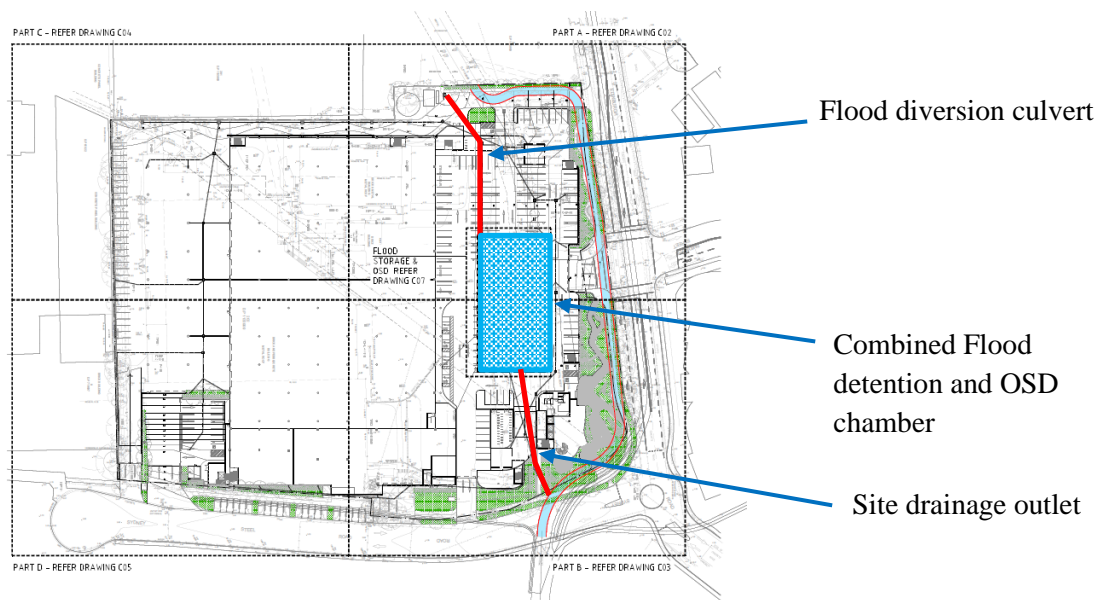 PART C – REFER DRAWING C04
PART A – REFER DRAWING C02
Flood diversion culvert
FLOOD
STORAGE &
OSD REFER
DRAWING C07
Combined Flood
detention and OSD
chamber
Site drainage outlet
PART D – REFER DRAWING C05
PART B – REFER DRAWING C03